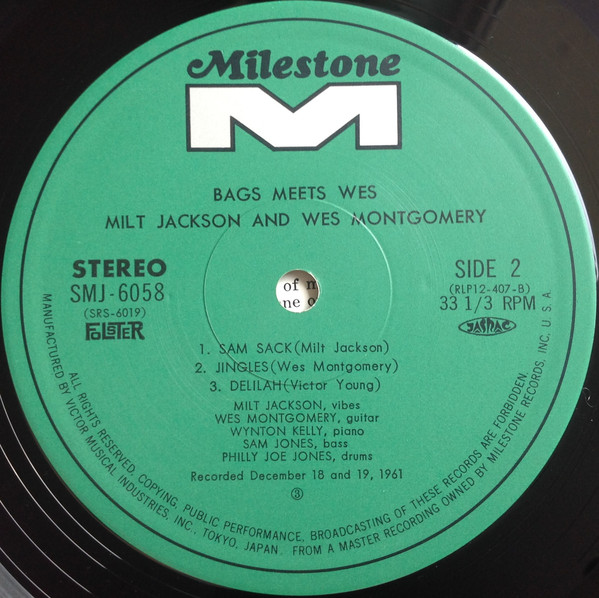 Milestone
M
BAGS MEETS WES
MILT JACKSON AND WES MONTGOMERY
STEREO
SMJ-6058
(SRS-6019)
FOLSTER
of m
ne o
SIDE 2
(RLP12-407-B)
33 1/3 RPM
JASRAC
1. SAM SACK (Milt Jackson)
2. JINGLES (Wes Montgomery)
3. DELILAH (Victor Young)
MILT JACKSON, vibes
WES MONTGOMERY, guitar
WYNTON KELLY, piano
SAM JONES, bass
PHILLY JOE JONES, drums
Recorded December 18 and 19, 1961
③
ALL RIGHTS RESERVED. COPYING, PUBLIC PERFORMANCE, BROADCASTING OF THESE RECORDS ARE FORBIDDEN.
MANUFACTURED BY VICTOR MUSICAL INDUSTRIES, INC., TOKYO, JAPAN. FROM A MASTER RECORDING OWNED BY MILESTONE RECORDS, INC. U. S. A.